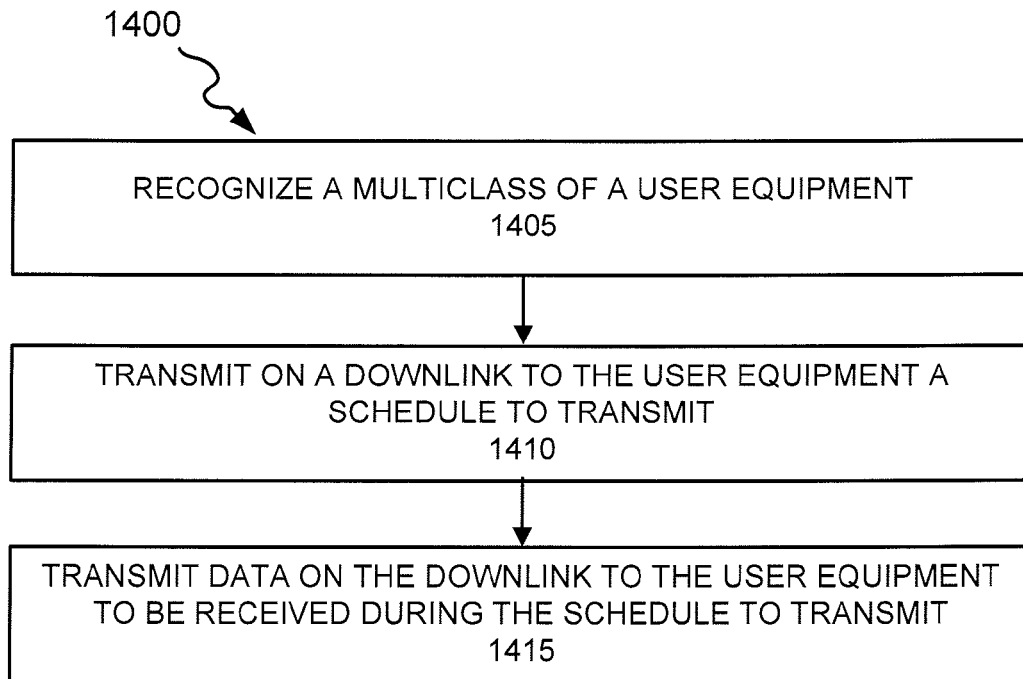 1400
RECOGNIZE A MULTICLASS OF A USER EQUIPMENT
1405
TRANSMIT ON A DOWNLINK TO THE USER EQUIPMENT A
SCHEDULE TO TRANSMIT
1410
TRANSMIT DATA ON THE DOWNLINK TO THE USER EQUIPMENT
TO BE RECEIVED DURING THE SCHEDULE TO TRANSMIT
1415